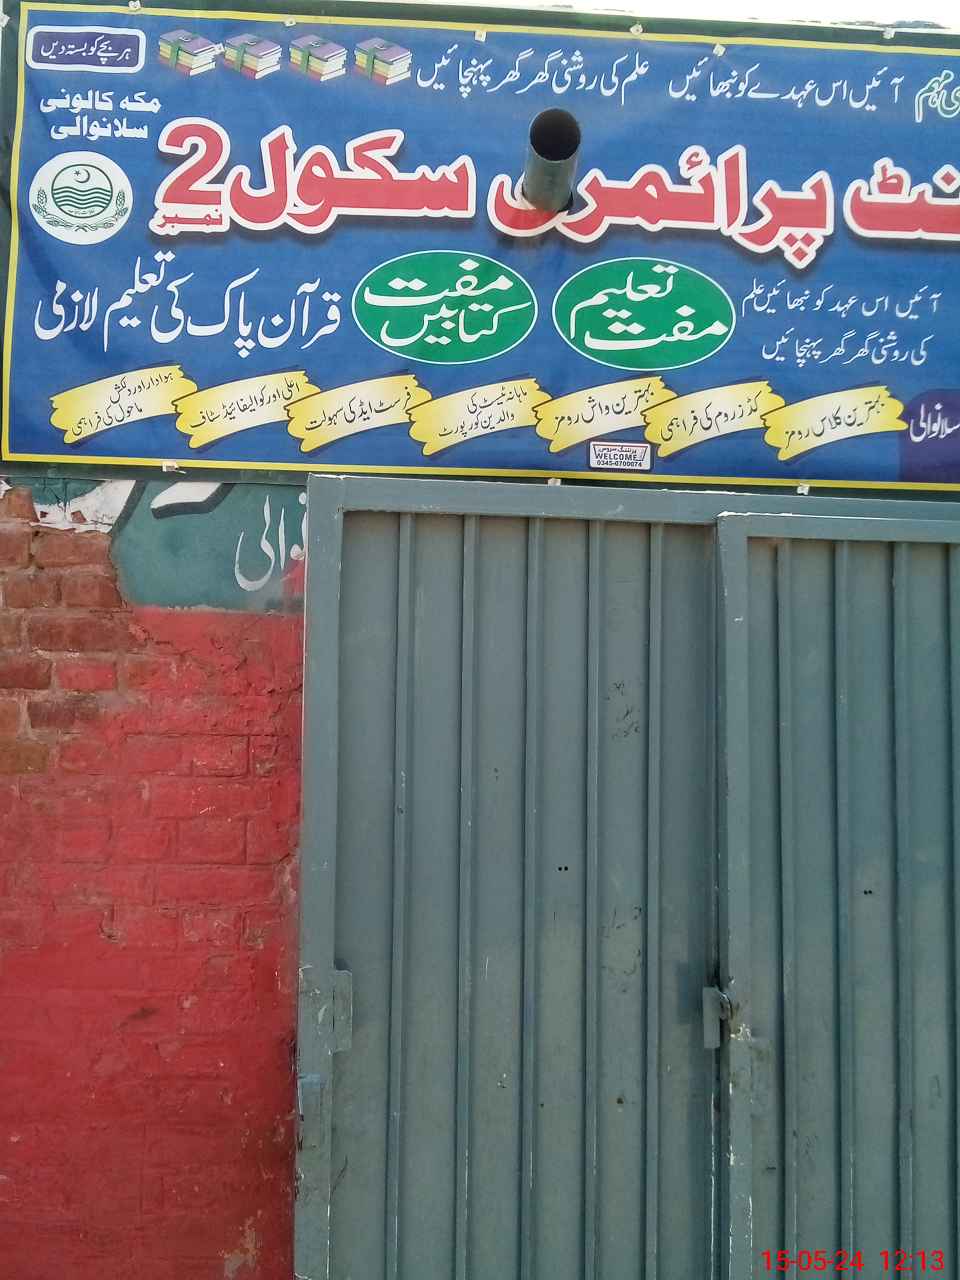 آئیں اس عہدے کو نبھائیں علم کی روشنی گھر گھر پہنچائیں
ہر بچے کو بستہ دیں
مکہ کالونی
سلانوالی
پرائمری سکول 2
نمبر
آئیں اس عہد کو نبھائیں علم
کی روشنی گھر گھر پہنچائیں
تعلیم
مفت
مفت
کتابیں
قرآن پاک کی تعلیم لازمی
سلانوالی
بہترین کلاس رومز
کڈز روم کی فراہمی
بہترین واش رومز
ماہانہ ٹیسٹ کی
والدین کو رپورٹ
فرسٹ ایڈ کی سہولت
اعلیٰ اور کوالیفائیڈ سٹاف
ہوادار اور دلکش
ماحول کی فراہمی
WELCOME
0345-0700074
15-05-24 12:13